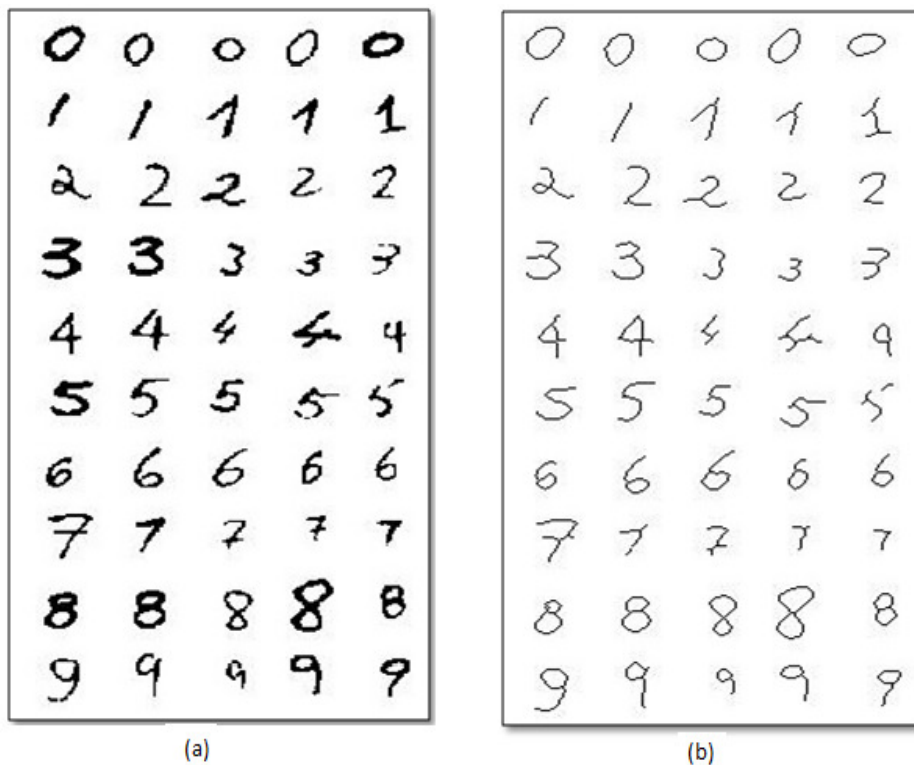 0 0 0 0 0 0 0 0 0 0
1 1 1 1 1 1 1 1 1 1
2 2 2 2 2 2 2 2 2 2
3 3 3 3 3 3 3 3 3 3
4 4 4 4 4 4 4 4 4 4
5 5 5 5 5 5 5 5 5 5
6 6 6 6 6 6 6 6 6 6
7 7 7 7 7 7 7 7 7 7
8 8 8 8 8 8 8 8 8 8
9 9 9 9 9 9 9 9 9 9
(a) (b)